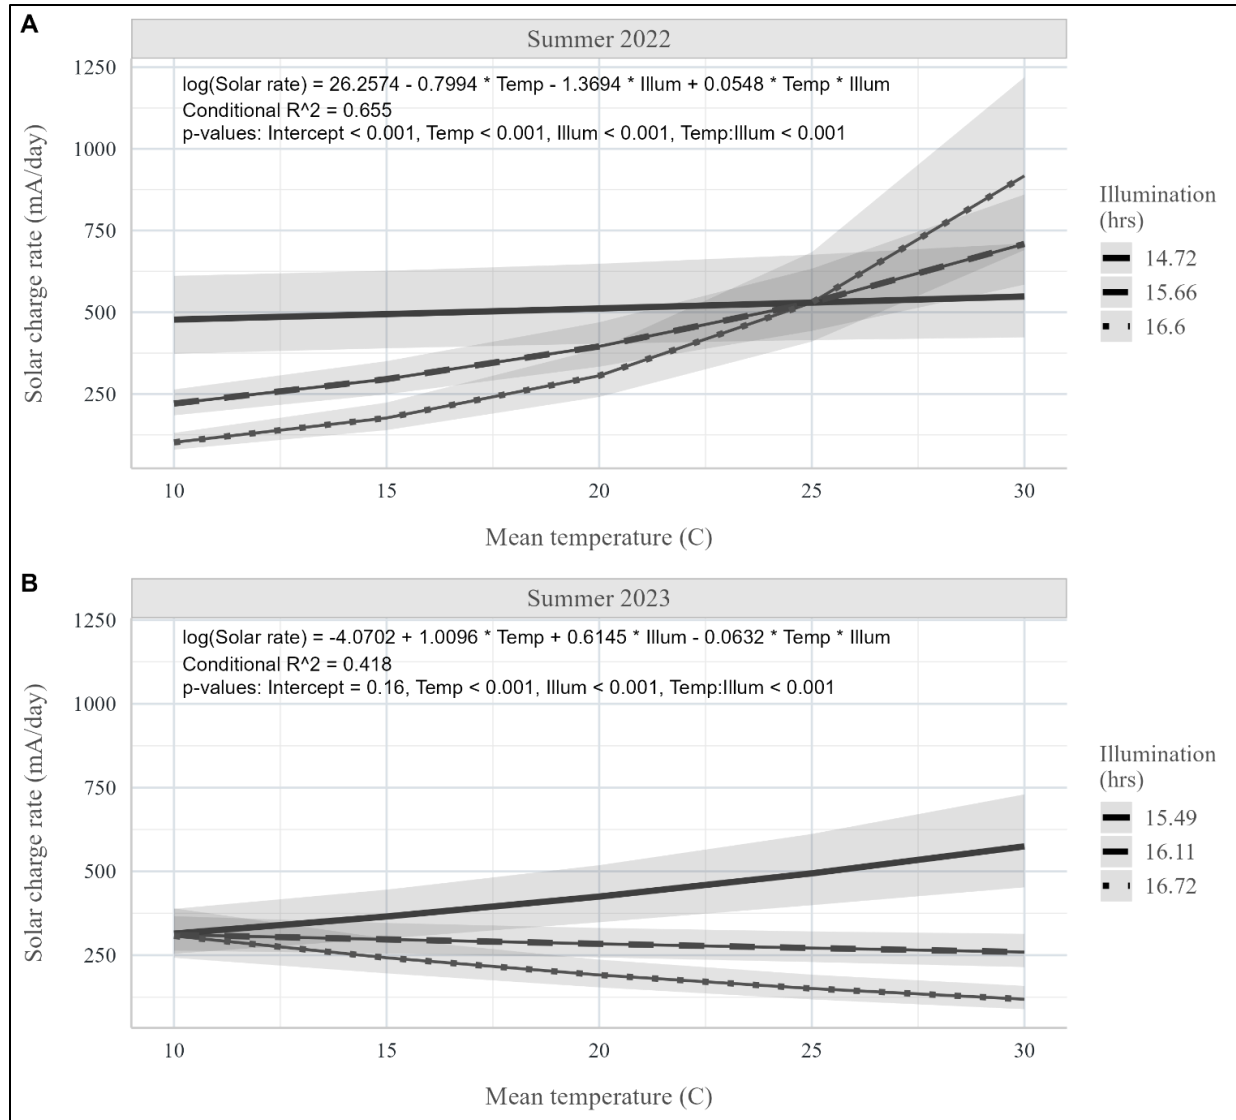 A
Summer 2022
log(Solar rate) = 26.2574 - 0.7994 * Temp - 1.3694 * Illum + 0.0548 * Temp * Illum
Conditional R^2 = 0.655
p-values: Intercept < 0.001, Temp < 0.001, Illum < 0.001, Temp:Illum < 0.001
Solar charge rate (mA/day)
1250
1000
750
500
250
10 15 20 25 30
Mean temperature (C)
Illumination
(hrs)
14.72
15.66
16.6
B
Summer 2023
log(Solar rate) = -4.0702 + 1.0096 * Temp + 0.6145 * Illum - 0.0632 * Temp * Illum
Conditional R^2 = 0.418
p-values: Intercept = 0.16, Temp < 0.001, Illum < 0.001, Temp:Illum < 0.001
Solar charge rate (mA/day)
1250
1000
750
500
250
10 15 20 25 30
Mean temperature (C)
Illumination
(hrs)
15.49
16.11
16.72